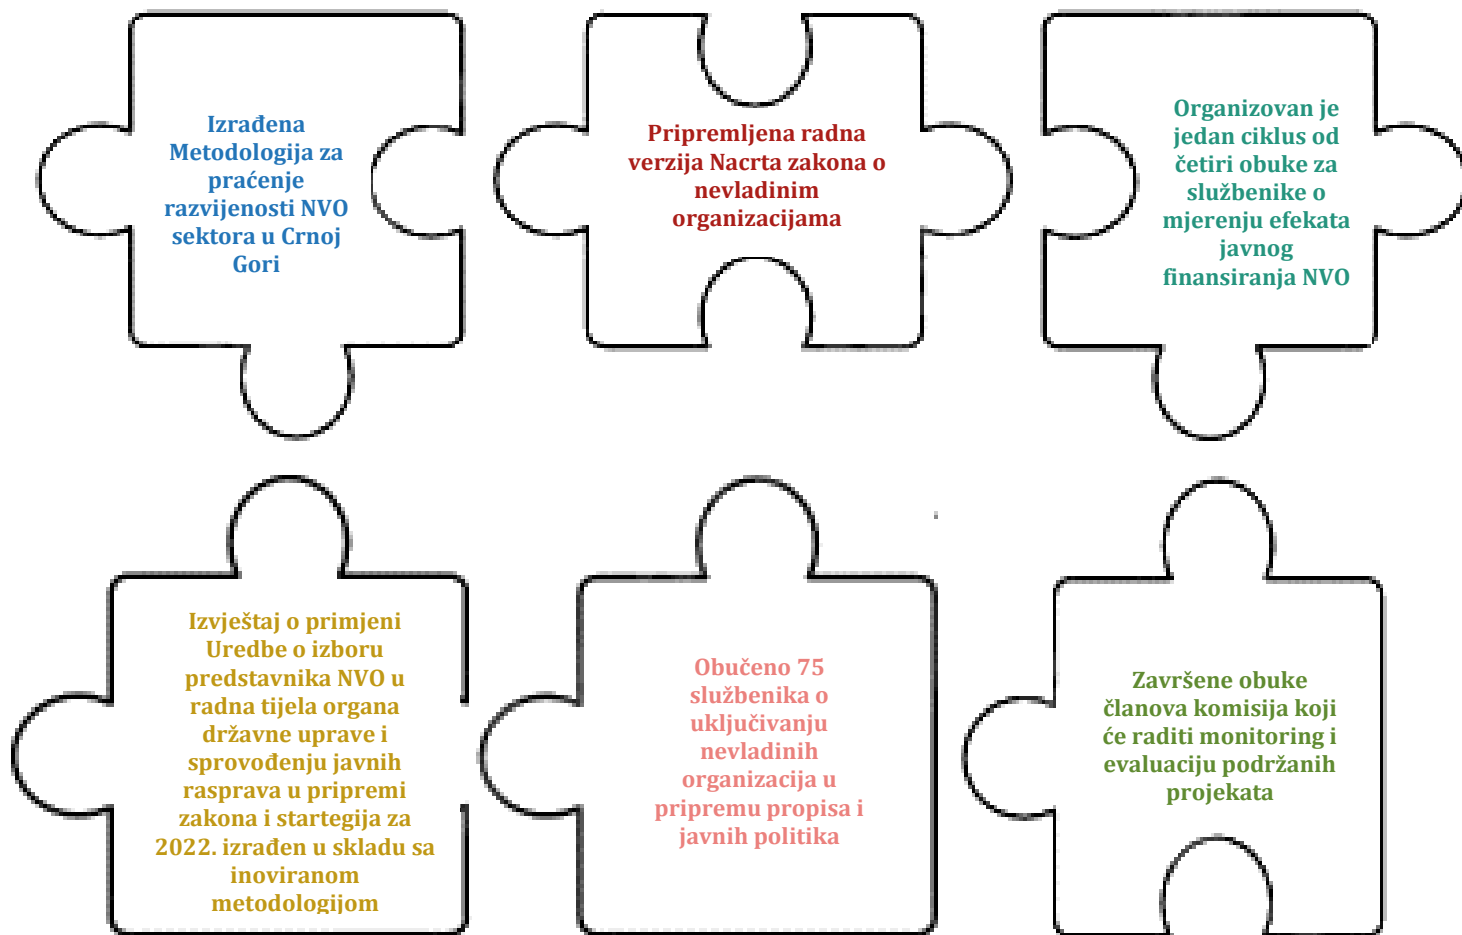 Izrađena
Metodologija za
praćenje
razvijenosti NVO
sektora u Crnoj
Gori
Pripremljena radna
verzija Nacrta zakona o
nevladinim
organizacijama
Organizovan je
jedan ciklus od
četiri obuke za
službenike o
mjerenju efekata
javnog
finansiranja NVO
Izvještaj o primjeni
Uredbe o izboru
predstavnika NVO u
radna tijela organa
državne uprave i
sprovođenju javnih
rasprava u pripremi
zakona i startegija za
2022. izrađen u skladu sa
inoviranom
metodologijom
Obučeno 75
službenika o
uključivanju
nevladinih
organizacija u
pripremu propisa i
javnih politika
Završene obuke
članova komisija koji
će raditi monitoring i
evaluaciju podržanih
projekata